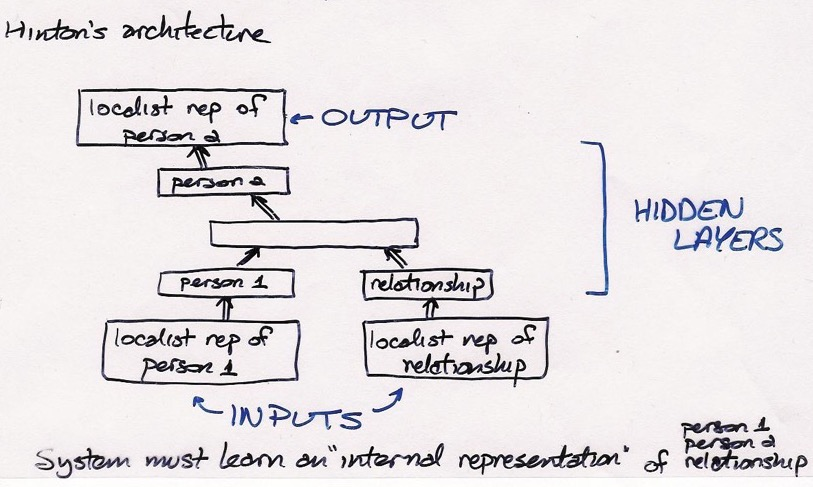 Hinton's architecture
localist rep of
person 2
← OUTPUT
person 2
HIDDEN
LAYERS
person 1
relationship
localist rep of
person 1
localist rep of
relationship
INPUTS
System must learn an "internal representation" of
person 1
person 2
relationship